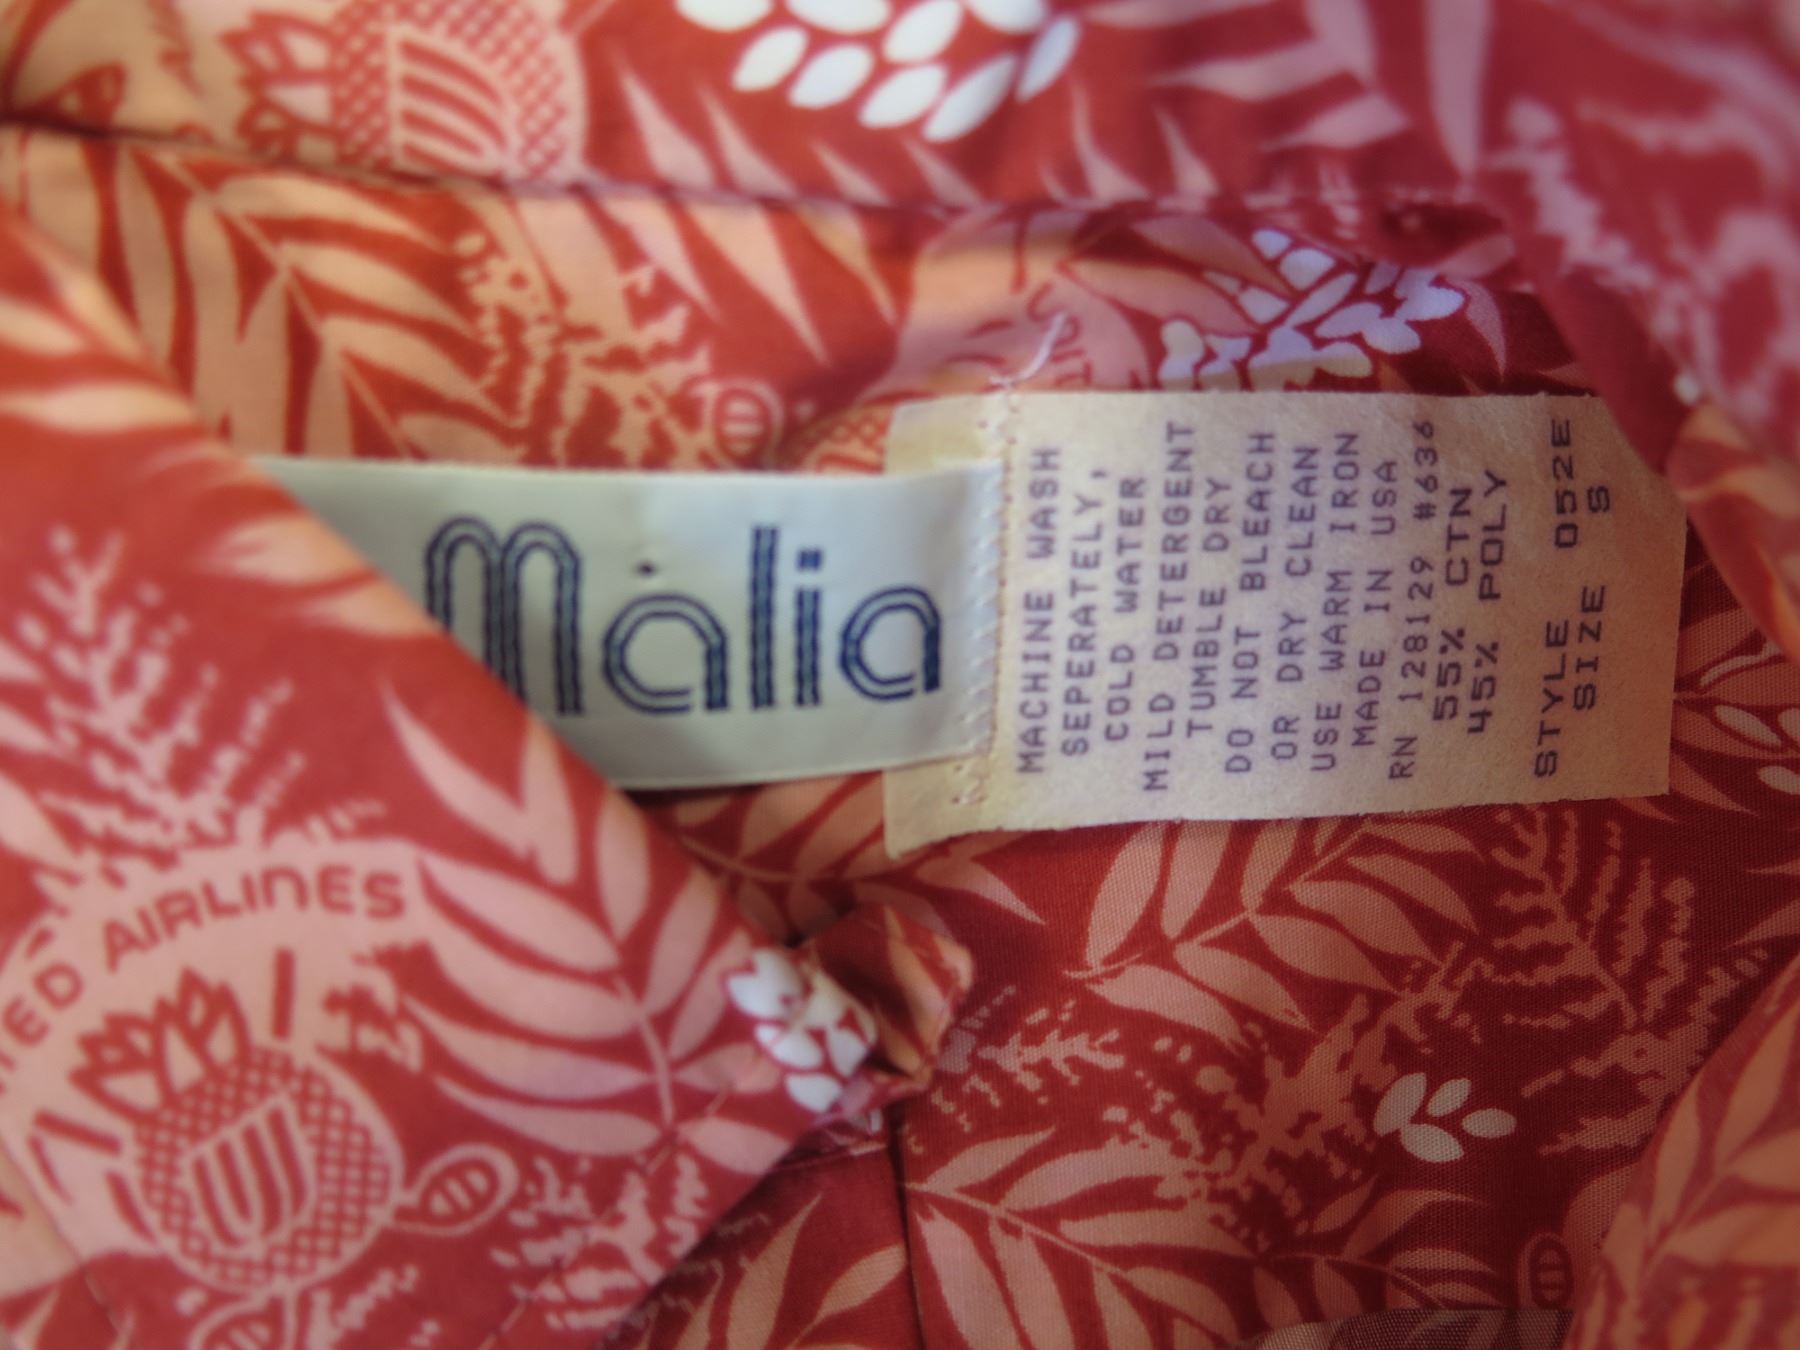 Malia
MACHINE WASH
SEPERATELY,
COLD WATER
MILD DETERGENT
TUMBLE DRY
DO NOT BLEACH
OR DRY CLEAN
USE WARM IRON
MADE IN USA
RN 128129 #636
55% CTN
45% POLY
STYLE 052E
SIZE S
AIRLINES